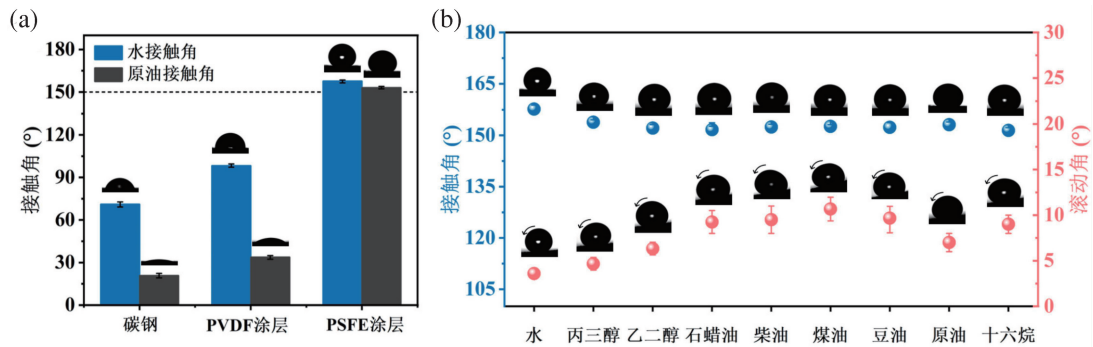 (a)
接触角 (°)
180
150
120
90
60
30
0
水接触角
原油接触角
碳钢
PVDF涂层
PSFE涂层
(b)
接触角 (°)
180
165
150
135
120
105
30
25
20
15
10
5
0
滚动角 (°)
水
丙三醇
乙二醇
石蜡油
柴油
煤油
豆油
原油
十六烷